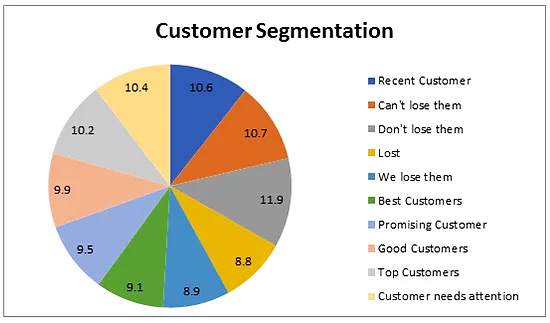 Customer Segmentation
10.4
10.6
10.2
10.7
9.9
11.9
9.5
8.8
9.1
8.9
Recent Customer
Can't lose them
Don't lose them
Lost
We lose them
Best Customers
Promising Customer
Good Customers
Top Customers
Customer needs attention